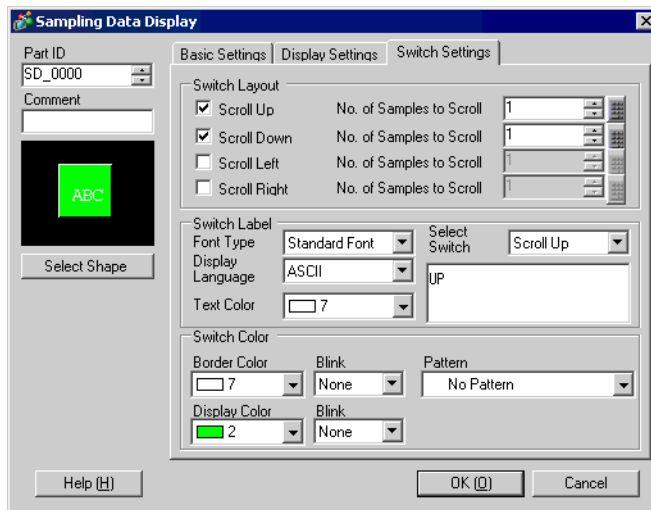 Sampling Data Display
Part ID
SD_0000
Comment
ABC
Select Shape
Basic Settings Display Settings Switch Settings
Switch Layout
Scroll Up No. of Samples to Scroll 1
Scroll Down No. of Samples to Scroll 1
Scroll Left No. of Samples to Scroll 1
Scroll Right No. of Samples to Scroll 1
Switch Label
Font Type Standard Font
Display Language ASCII
Text Color 7
Select Switch Scroll Up
UP
Switch Color
Border Color Blink Pattern
7 None No Pattern
Display Color Blink
2 None
Help (H) OK (O) Cancel